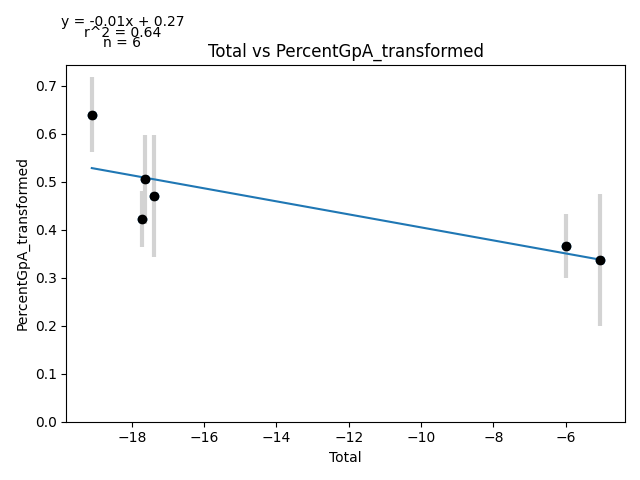 y = -0.01x + 0.27
r^2 = 0.64
n = 6
Total vs PercentGpA_transformed
PercentGpA_transformed
0.7
0.6
0.5
0.4
0.3
0.2
0.1
0.0
−18
−16
−14
−12
−10
−8
−6
Total